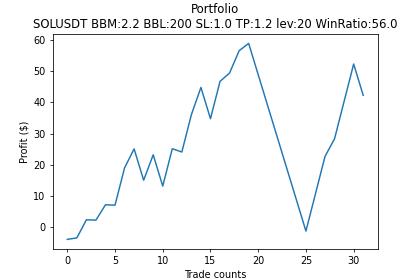 Portfolio
SOLUSDT BBM:2.2 BBL:200 SL:1.0 TP:1.2 lev:20 WinRatio:56.0
60
50
40
30
20
10
0
Profit ($)
0 5 10 15 20 25 30
Trade counts